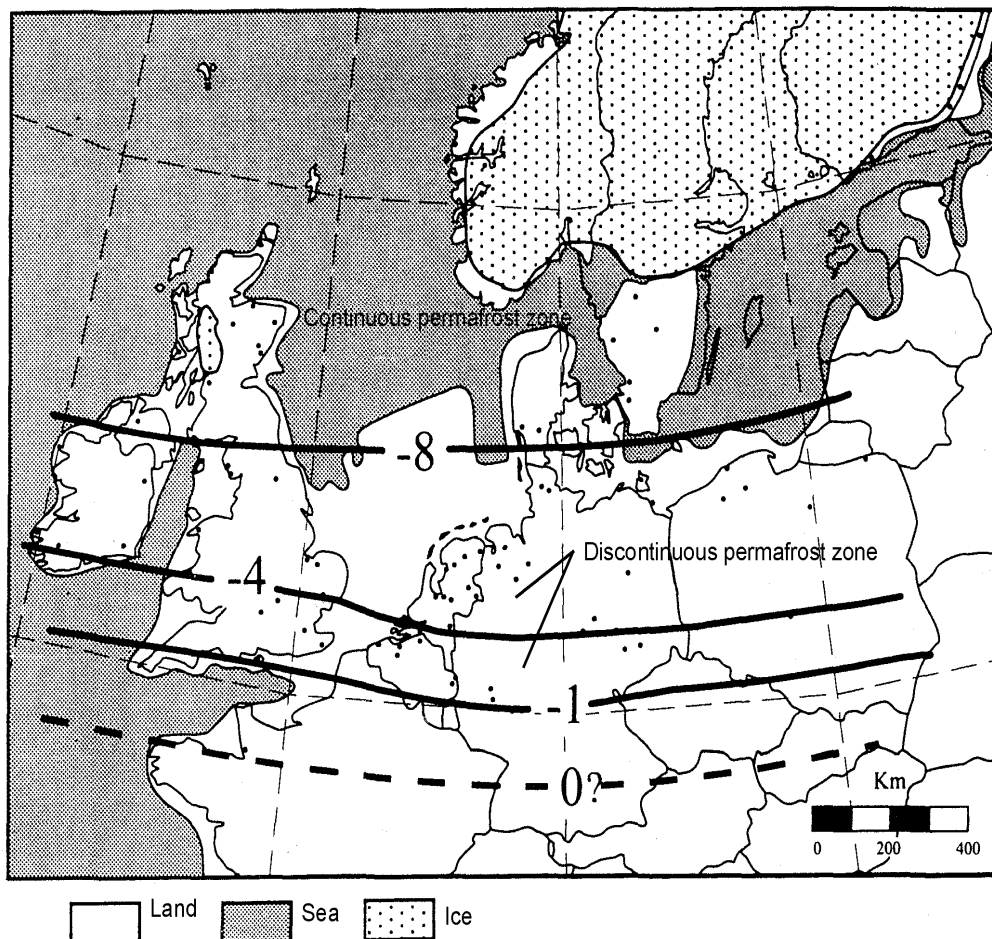 Continuous permafrost zone
-8
Discontinuous permafrost zone
-4
-1
-0?
Km
0 200 400
Land Sea Ice